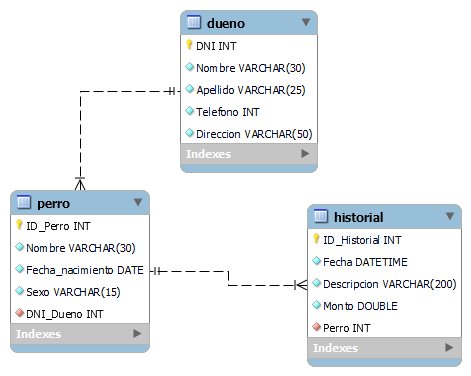 dueno
DNI INT
Nombre VARCHAR(30)
Apellido VARCHAR(25)
Telefono INT
Direccion VARCHAR(50)
Indexes
perro
ID_Perro INT
Nombre VARCHAR(30)
Fecha_nacimiento DATE
Sexo VARCHAR(15)
DNI_Dueno INT
Indexes
historial
ID_Historial INT
Fecha DATETIME
Descripcion VARCHAR(200)
Monto DOUBLE
Perro INT
Indexes